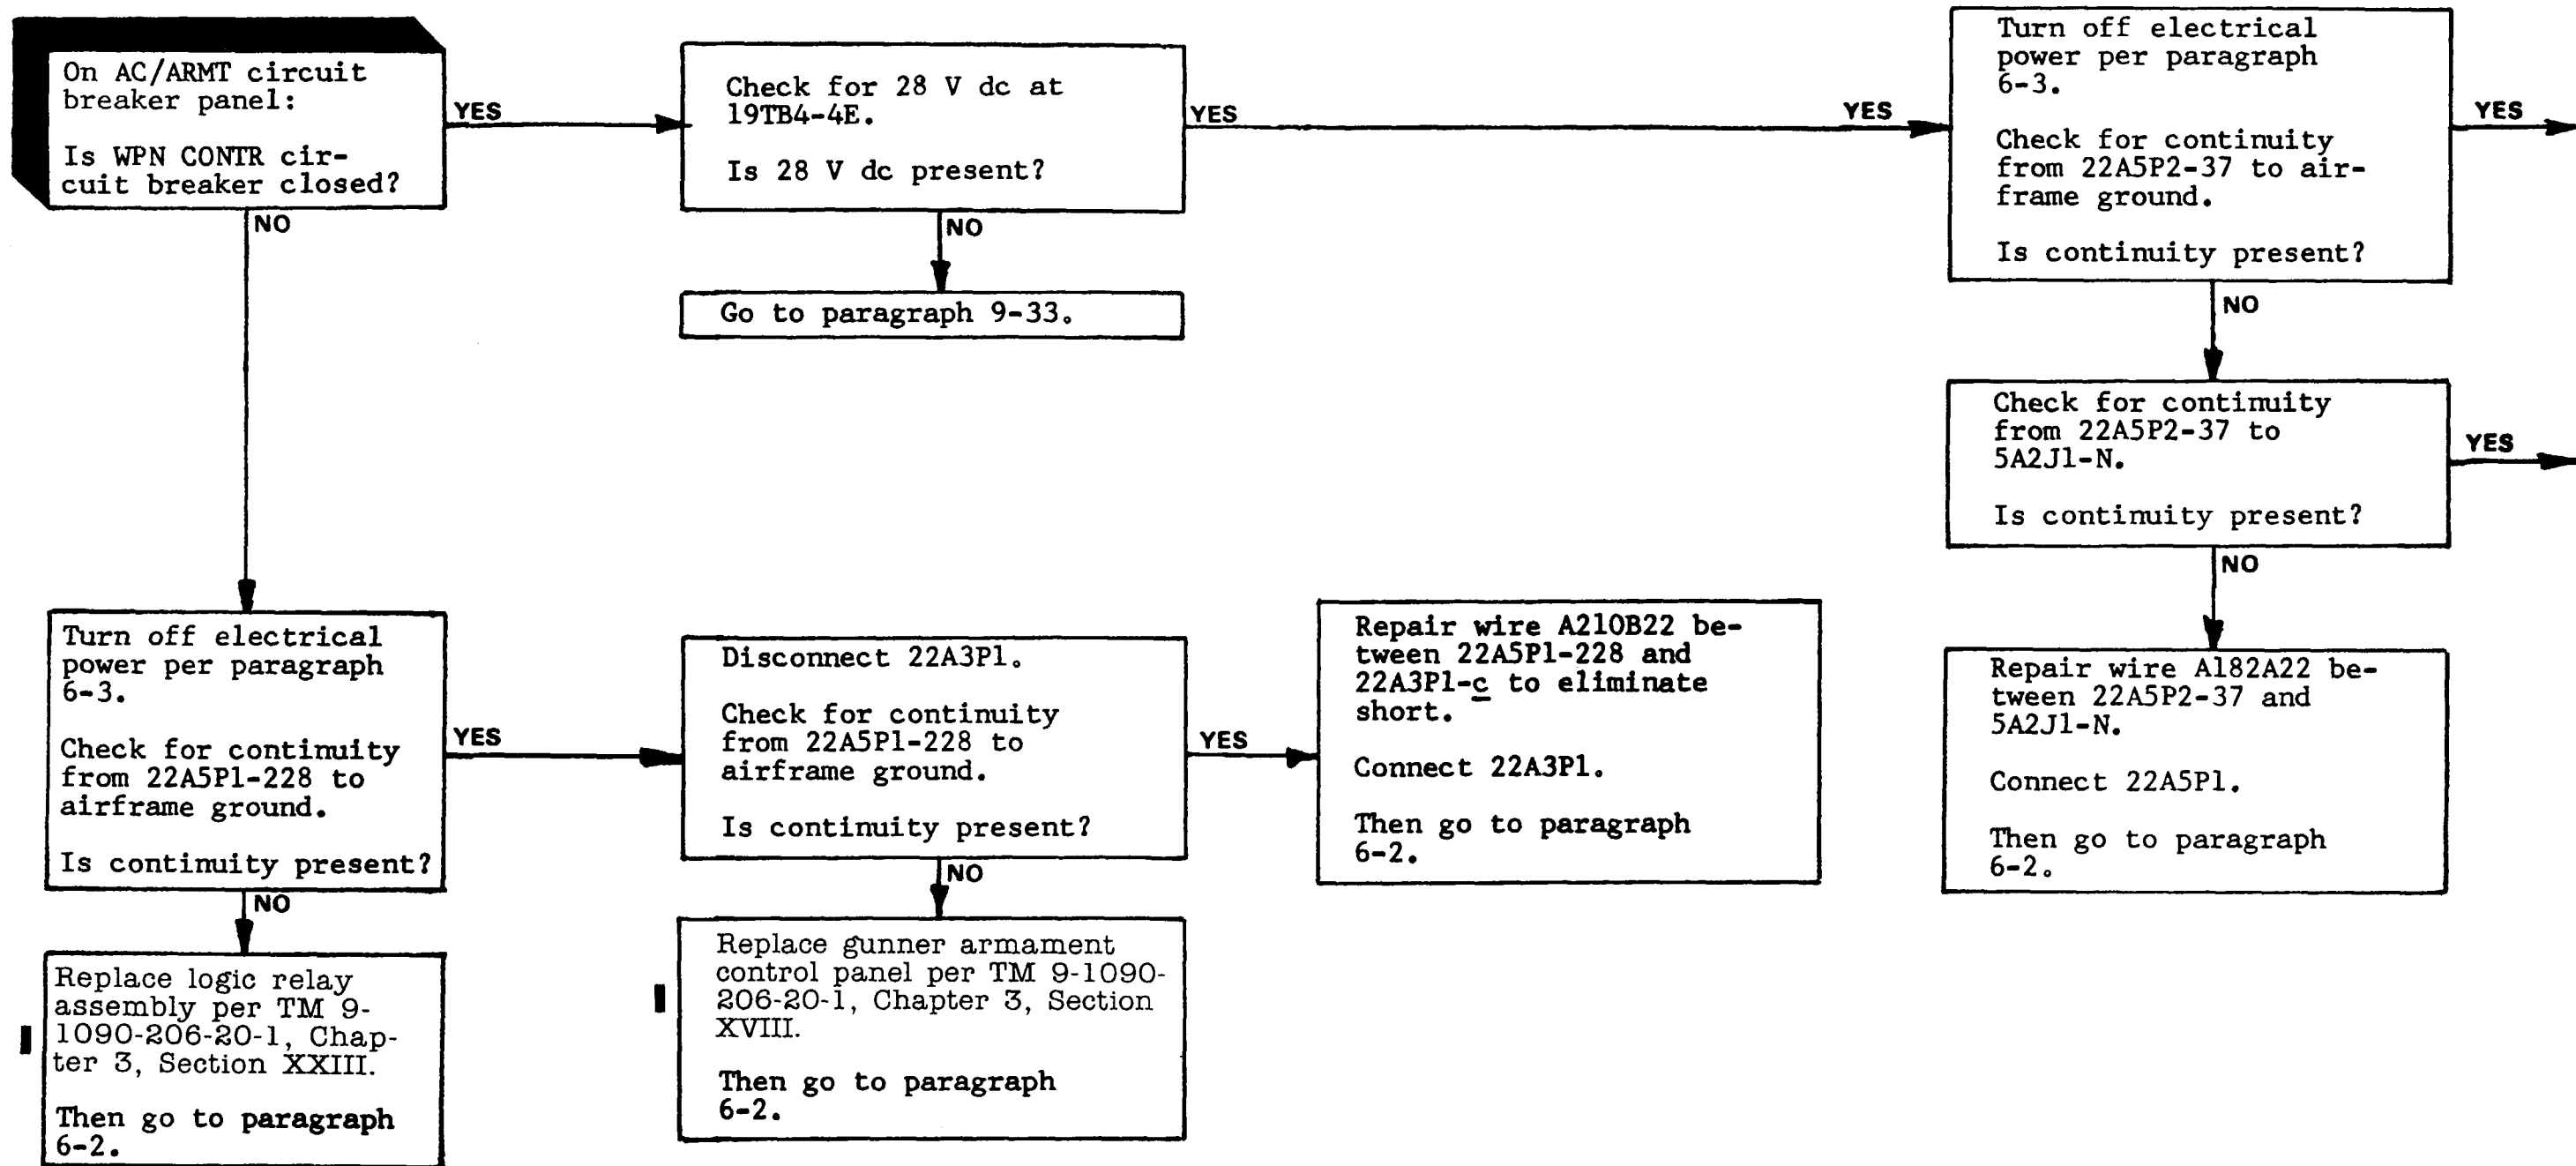 On AC/ARMT circuit
breaker panel:
Is WPN CONTR cir-
cuit breaker closed?
YES
NO
Check for 28 V dc at
19TB4-4E.
Is 28 V dc present?
YES
NO
Go to paragraph 9-33.
YES
Turn off electrical
power per paragraph
6-3.
Check for continuity
from 22A5P2-37 to air-
frame ground.
Is continuity present?
YES
NO
Check for continuity
from 22A5P2-37 to
5A2J1-N.
Is continuity present?
YES
NO
Repair wire A182A22 be-
tween 22A5P2-37 and
5A2J1-N.
Connect 22A5P1.
Then go to paragraph
6-2.
Turn off electrical
power per paragraph
6-3.
Check for continuity
from 22A5P1-228 to
airframe ground.
Is continuity present?
YES
NO
Disconnect 22A3P1.
Check for continuity
from 22A5P1-228 to
airframe ground.
Is continuity present?
YES
NO
Repair wire A210B22 be-
tween 22A5P1-228 and
22A3P1-c to eliminate
short.
Connect 22A3P1.
Then go to paragraph
6-2.
Replace logic relay
assembly per TM 9-
1090-206-20-1, Chap-
ter 3, Section XXIII.
Then go to paragraph
6-2.
Replace gunner armament
control panel per TM 9-1090-
206-20-1, Chapter 3, Section
XVIII.
Then go to paragraph
6-2.